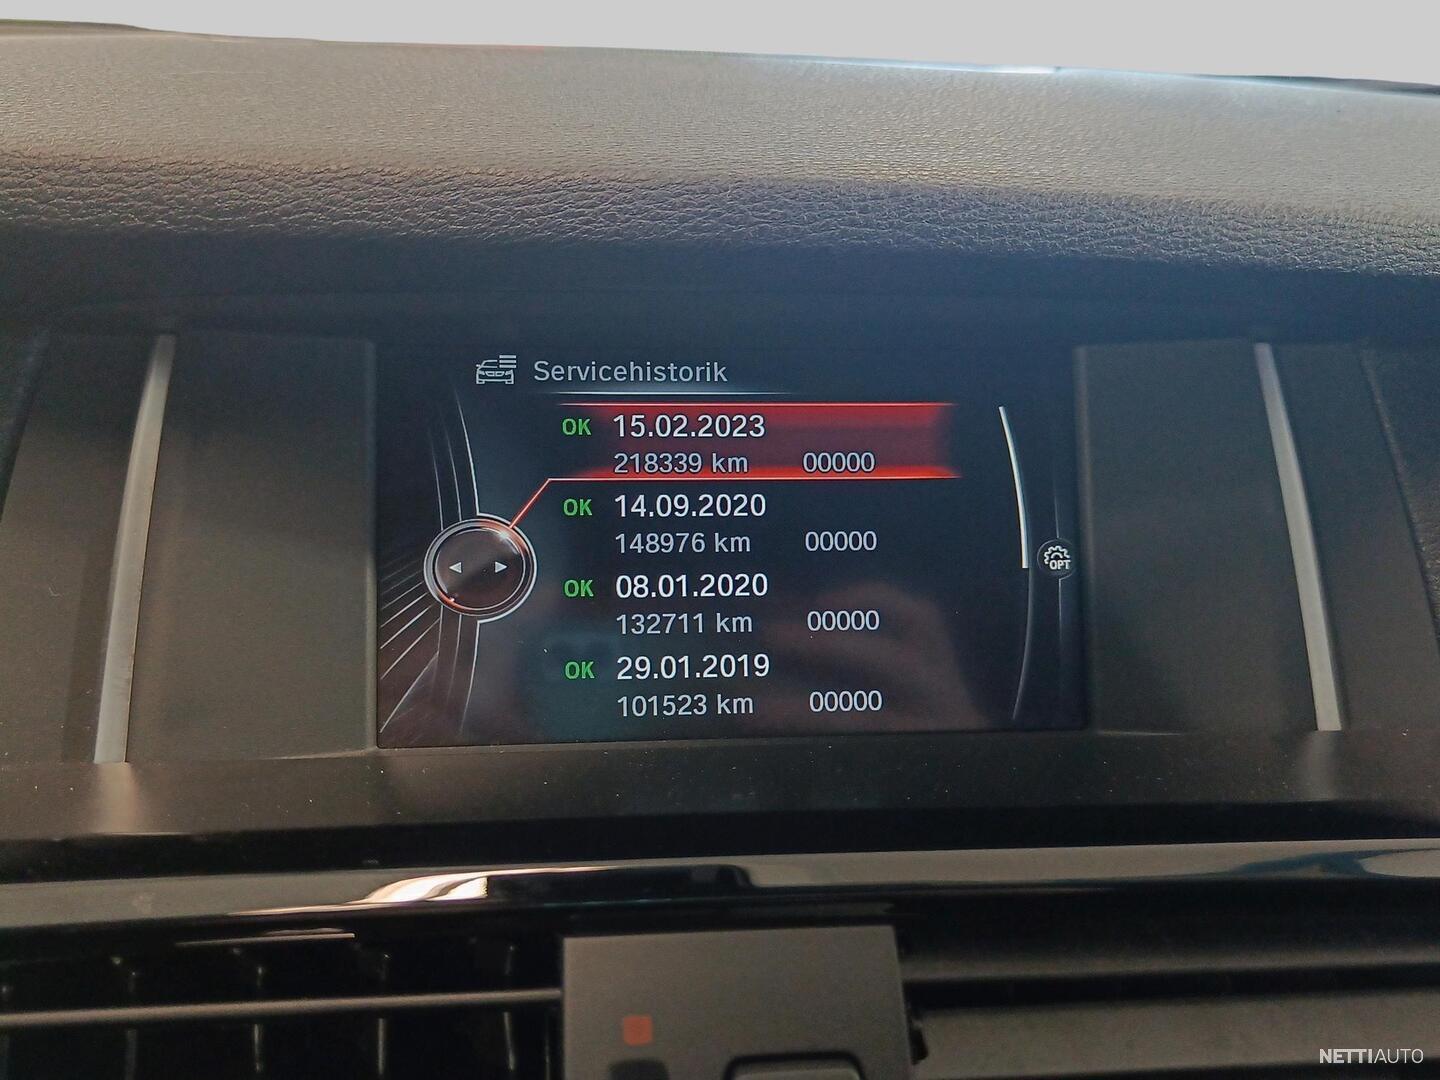 Servicehistorik
OK 15.02.2023
218339 km 00000
OK 14.09.2020
148976 km 00000
OK 08.01.2020
132711 km 00000
OPT
OK 29.01.2019
101523 km 00000
NETTIAUTO